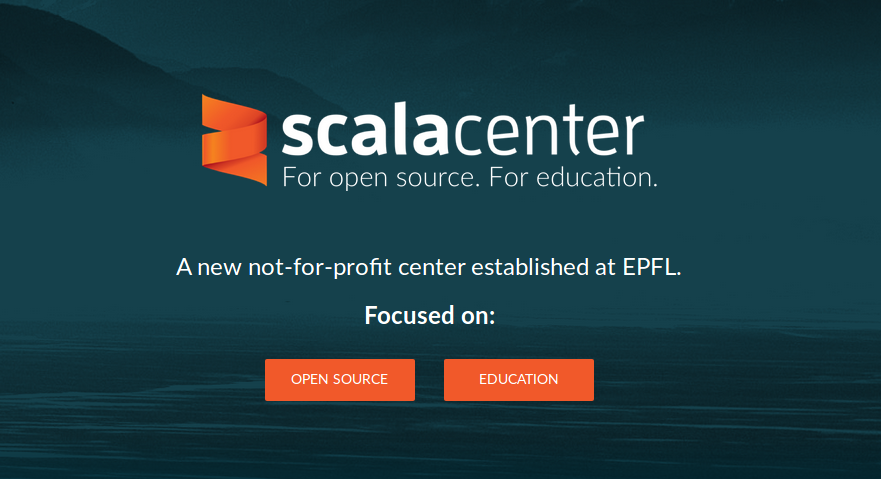 scalacenter
For open source. For education.
A new not-for-profit center established at EPFL.
Focused on:
OPEN SOURCE
EDUCATION